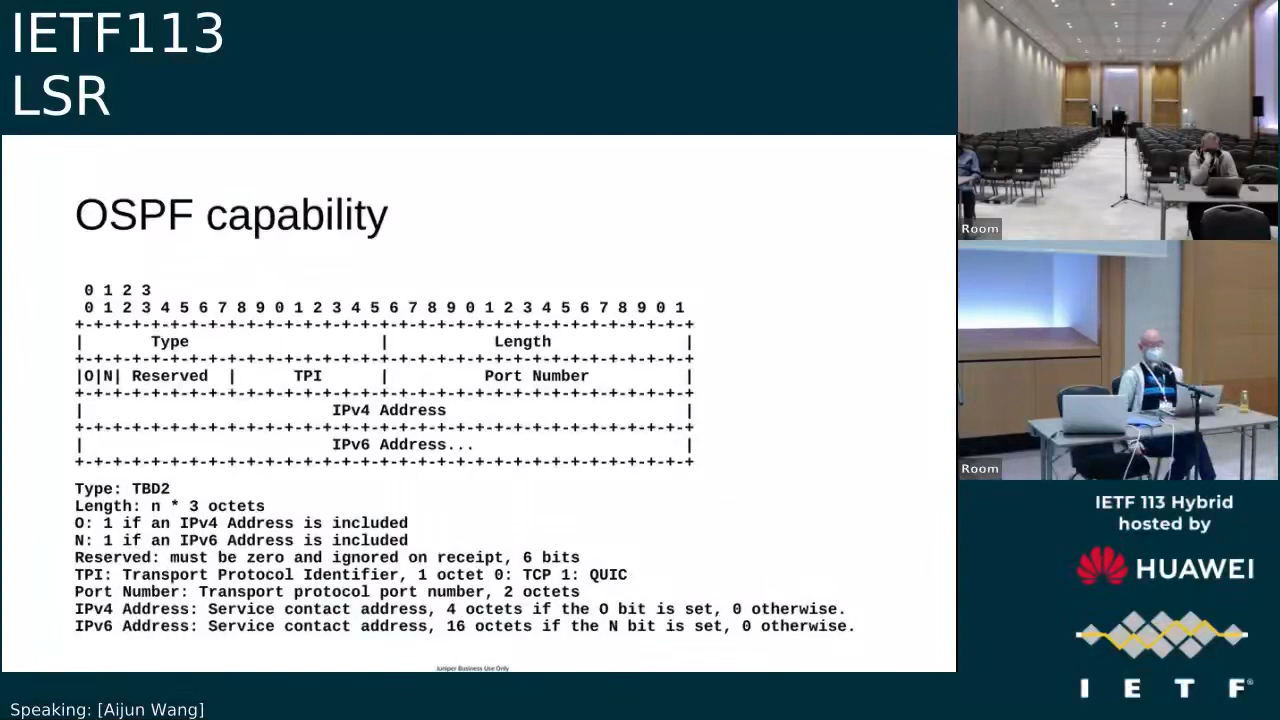 IETF113
LSR
OSPF capability
0 1 2 3
0 1 2 3 4 5 6 7 8 9 0 1 2 3 4 5 6 7 8 9 0 1 2 3 4 5 6 7 8 9 0 1
+-+-+-+-+-+-+-+-+-+-+-+-+-+-+-+-+-+-+-+-+-+-+-+-+-+-+-+-+-+-+-+-+
| Type | Length |
+-+-+-+-+-+-+-+-+-+-+-+-+-+-+-+-+-+-+-+-+-+-+-+-+-+-+-+-+-+-+-+-+
|O|N| Reserved | TPI | Port Number |
+-+-+-+-+-+-+-+-+-+-+-+-+-+-+-+-+-+-+-+-+-+-+-+-+-+-+-+-+-+-+-+-+
| IPv4 Address |
+-+-+-+-+-+-+-+-+-+-+-+-+-+-+-+-+-+-+-+-+-+-+-+-+-+-+-+-+-+-+-+-+
| IPv6 Address... |
+-+-+-+-+-+-+-+-+-+-+-+-+-+-+-+-+-+-+-+-+-+-+-+-+-+-+-+-+-+-+-+-+
Type: TBD2
Length: n * 3 octets
O: 1 if an IPv4 Address is included
N: 1 if an IPv6 Address is included
Reserved: must be zero and ignored on receipt, 6 bits
TPI: Transport Protocol Identifier, 1 octet 0: TCP 1: QUIC
Port Number: Transport protocol port number, 2 octets
IPv4 Address: Service contact address, 4 octets if the O bit is set, 0 otherwise.
IPv6 Address: Service contact address, 16 octets if the N bit is set, 0 otherwise.
Juniper Business Use Only
Speaking: [Aijun Wang]
Room
Room
IETF 113 Hybrid
hosted by
HUAWEI
I E T F®